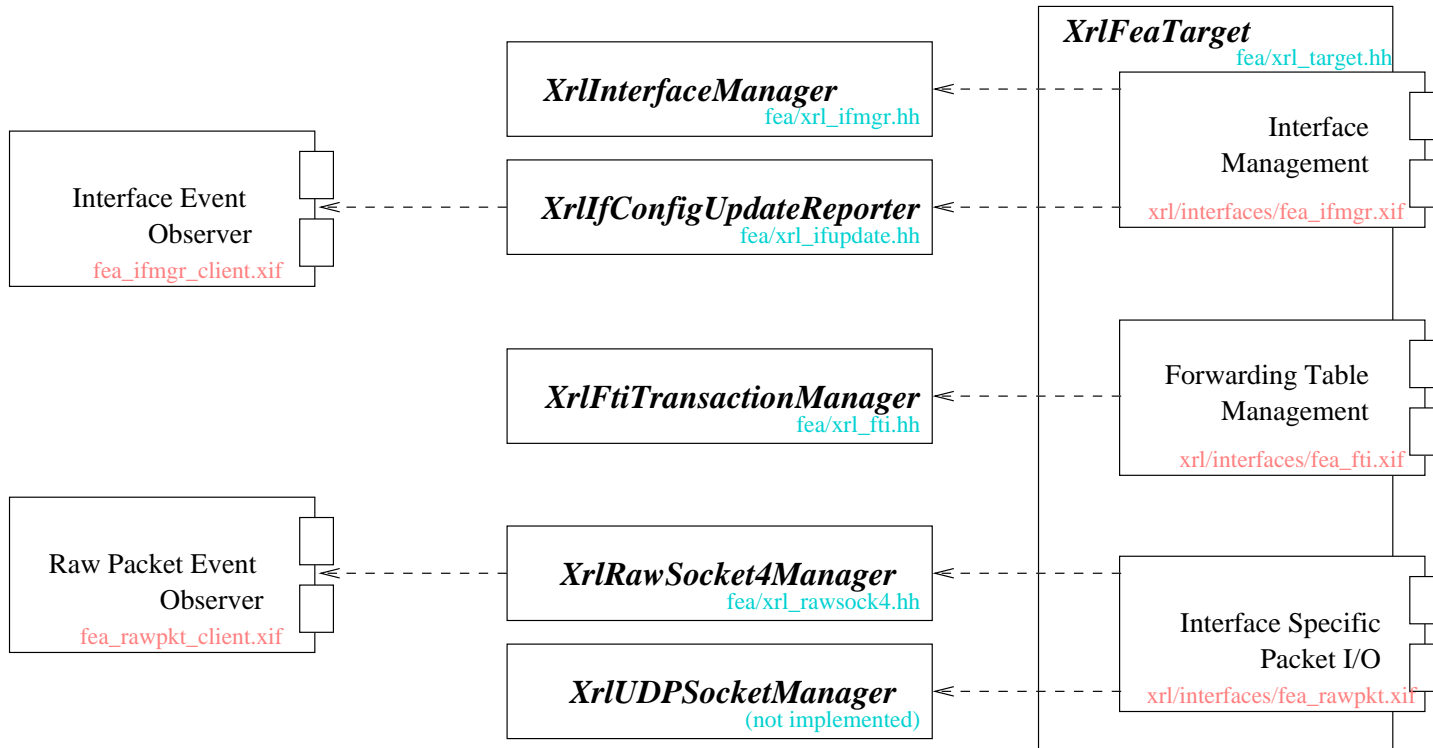 XrlFeaTarget
fea/xrl_target.hh
XrlInterfaceManager
fea/xrl_ifmgr.hh
Interface
Management
xrl/interfaces/fea_ifmgr.xif
Interface Event
Observer
fea_ifmgr_client.xif
XrlIfConfigUpdateReporter
fea/xrl_ifupdate.hh
XrlFtiTransactionManager
fea/xrl_fti.hh
Forwarding Table
Management
xrl/interfaces/fea_fti.xif
Raw Packet Event
Observer
fea_rawpkt_client.xif
XrlRawSocket4Manager
fea/xrl_rawsock4.hh
Interface Specific
Packet I/O
xrl/interfaces/fea_rawpkt.xif
XrlUDPSocketManager
(not implemented)